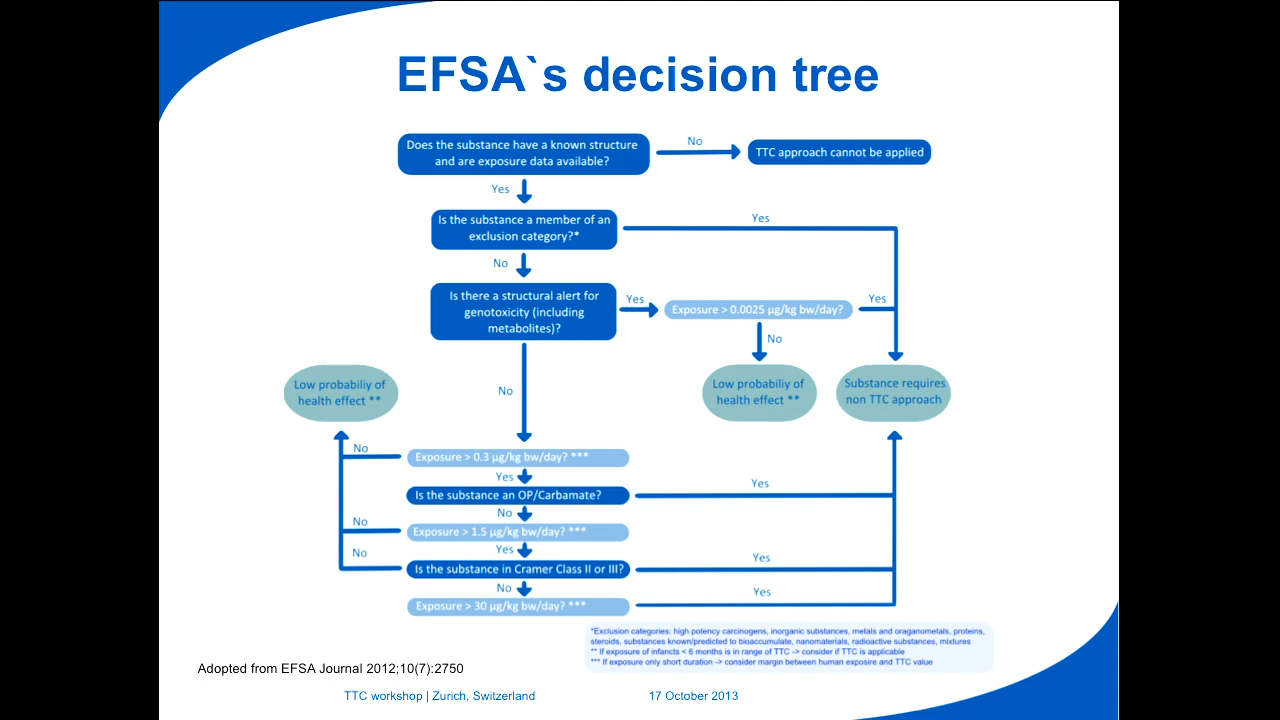 EFSA`s decision tree
Does the substance have a known structure
and are exposure data available?
No
TTC approach cannot be applied
Yes
Is the substance a member of an
exclusion category?*
Yes
No
Is there a structural alert for
genotoxicity (including
metabolites)?
Yes
Exposure > 0.0025 µg/kg bw/day?
Yes
No
Low probabiliy of
health effect **
No
Low probabiliy of
health effect **
Substance requires
non TTC approach
No
Exposure > 0.3 µg/kg bw/day? ***
Yes
Is the substance an OP/Carbamate?
Yes
No
No
Exposure > 1.5 µg/kg bw/day? ***
Yes
No
Is the substance in Cramer Class II or III?
Yes
No
Exposure > 30 µg/kg bw/day? ***
Yes
*Exclusion categories: high potency carcinogens, inorganic substances, metals and oraganometals, proteins,
steroids, substances known/predicted to bioaccumulate, nanomaterials, radioactive substances, mixtures
** If exposure of infancts < 6 months is in range of TTC -> consider if TTC is applicable
*** If exposure only short duration -> consider margin between human exposire and TTC value
Adopted from EFSA Journal 2012;10(7):2750
TTC workshop | Zurich, Switzerland
17 October 2013